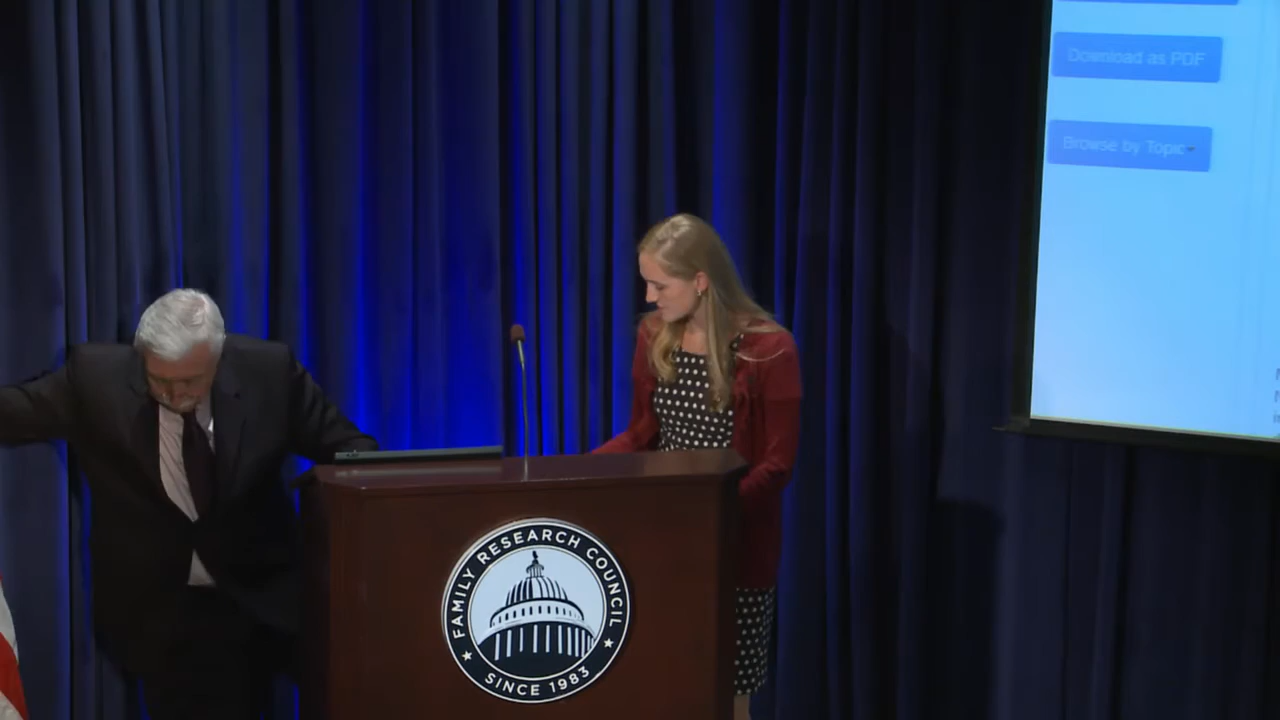 Download as PDF
Browse by Topic
FAMILY RESEARCH COUNCIL
SINCE 1983